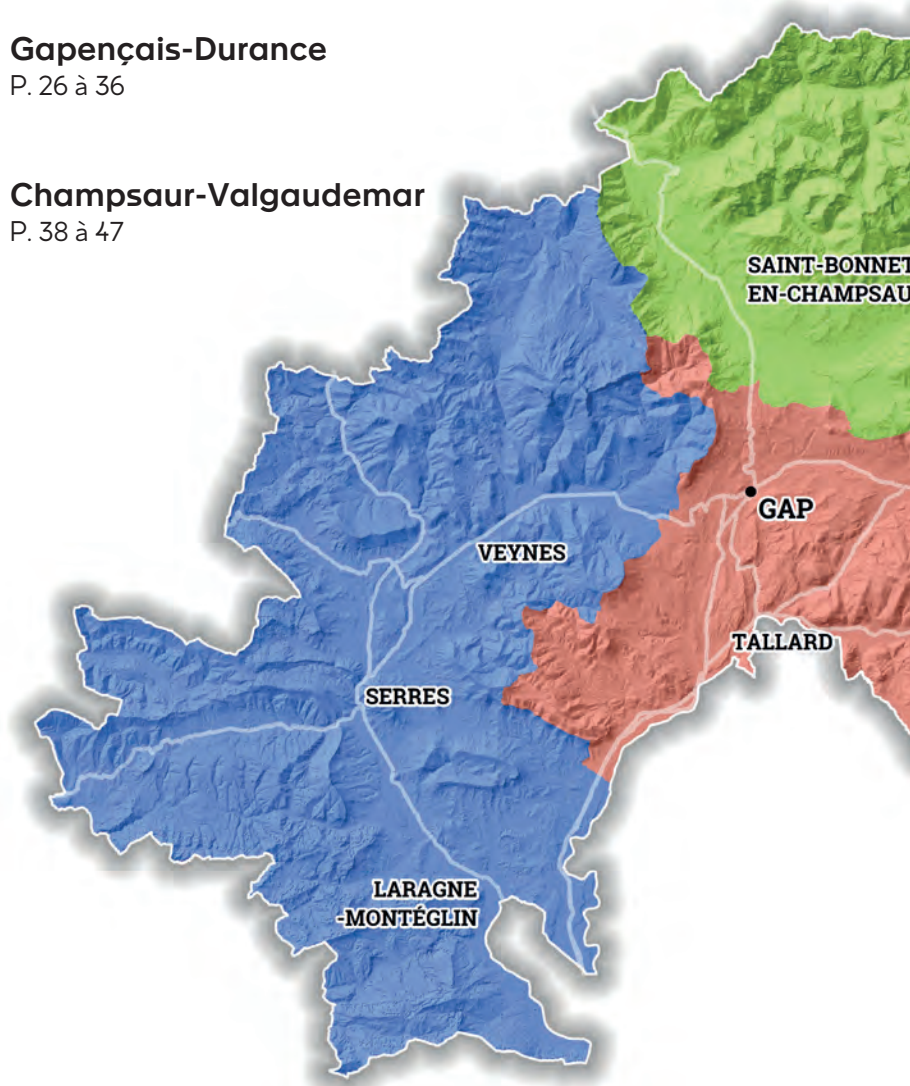 Gapençais-Durance
P. 26 à 36
Champsaur-Valgaudemar
P. 38 à 47
SAINT-BONNET
EN-CHAMPSAU
VEYNES
GAP
TALLARD
SERRES
LARAGNE
-MONTÉGLIN